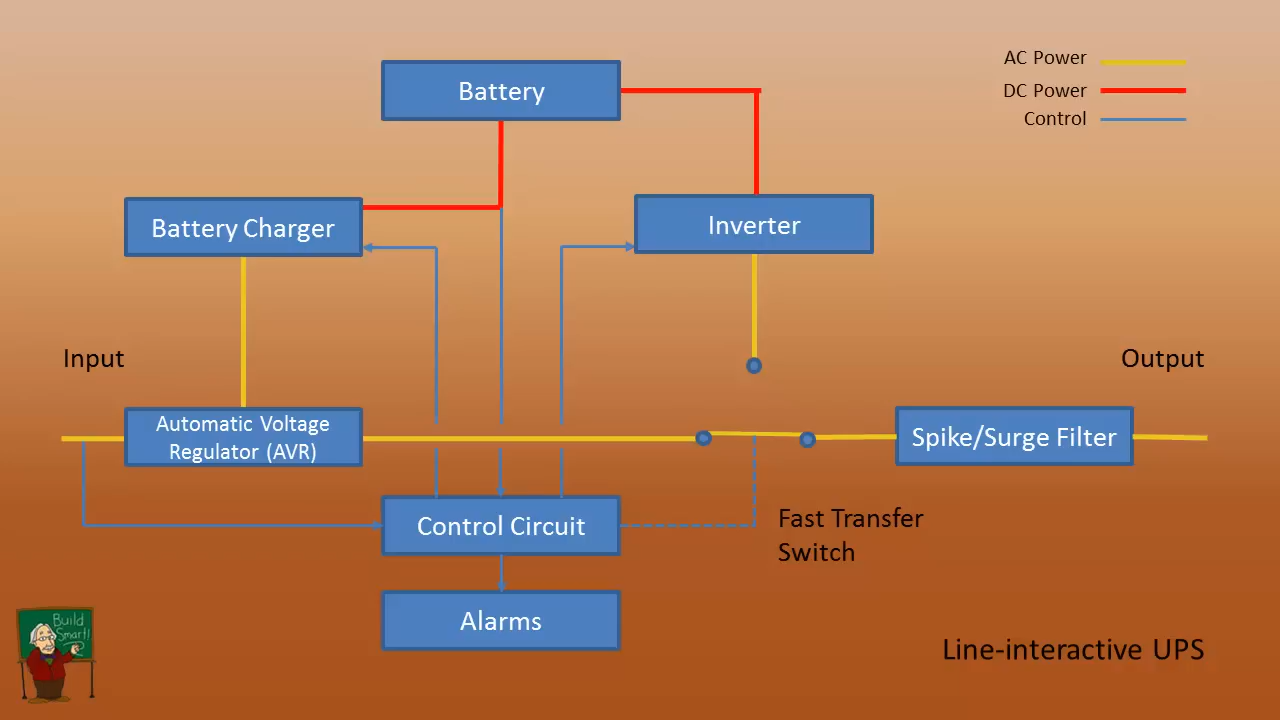 AC Power
DC Power
Control
Battery
Battery Charger
Inverter
Input
Output
Automatic Voltage
Regulator (AVR)
Spike/Surge Filter
Control Circuit
Fast Transfer
Switch
Alarms
Build
Smart!
Line-interactive UPS